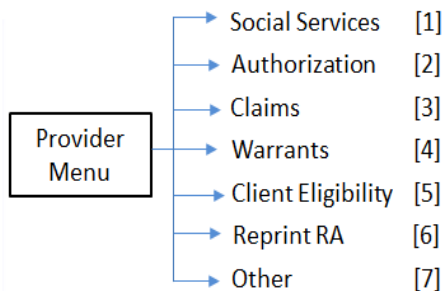 Social Services [1]
Authorization [2]
Claims [3]
Provider
Menu
Warrants [4]
Client Eligibility [5]
Reprint RA [6]
Other [7]